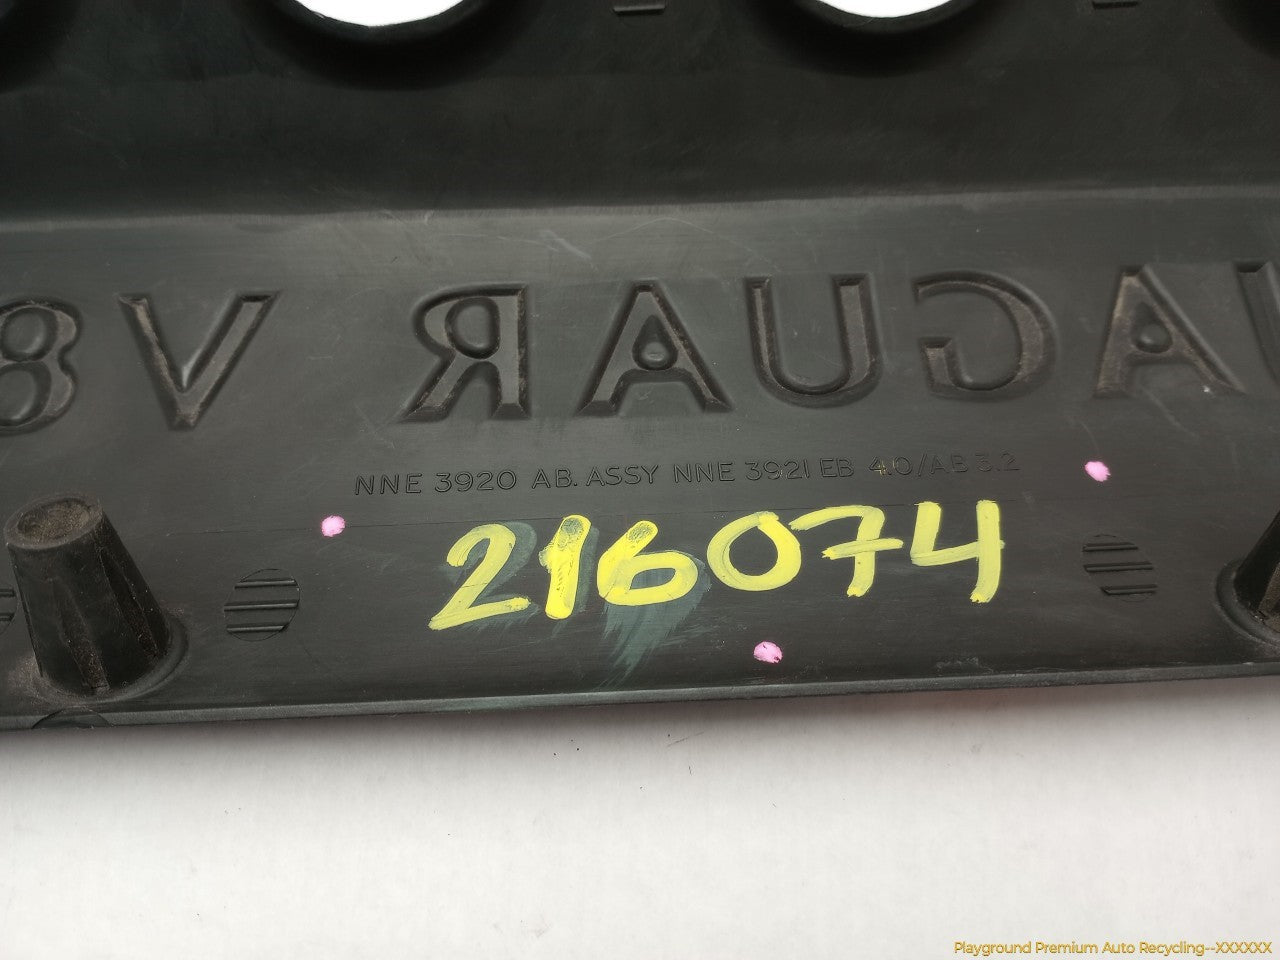 JAGUAR V8
NNE 3920 AB. ASSY NNE 3921 EB 4.0/AB 3.2
216074
Playground Premium Auto Recycling--XXXXXX